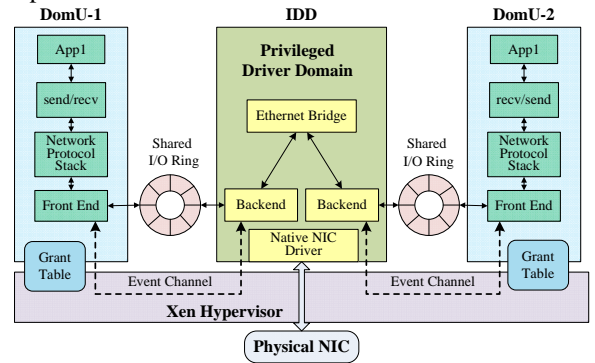 DomU-1
IDD
DomU-2
App1
send/recv
Network
Protocol
Stack
Front End
Grant
Table
Shared
I/O Ring
Privileged
Driver Domain
Ethernet Bridge
Backend
Backend
Native NIC
Driver
Shared
I/O Ring
App1
recv/send
Network
Protocol
Stack
Front End
Grant
Table
Event Channel
Event Channel
Xen Hypervisor
Physical NIC